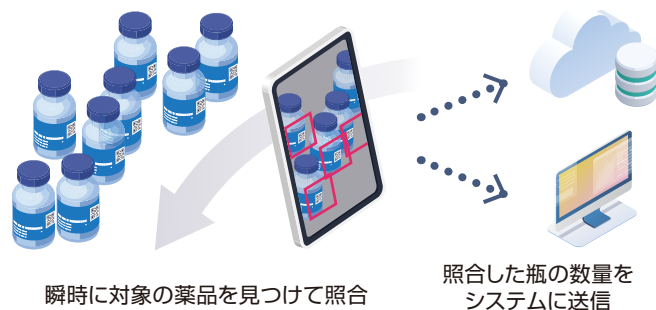 瞬時に対象の薬品を見つけて照合
照合した瓶の数量を
システムに送信